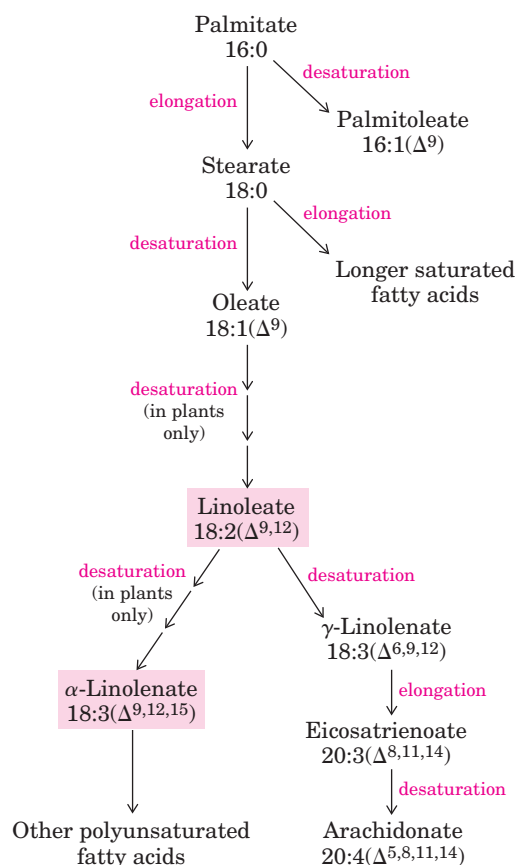 Palmitate
16:0
desaturation
elongation
Palmitoleate
16:1(Δ⁹)
Stearate
18:0
elongation
desaturation
Longer saturated
fatty acids
Oleate
18:1(Δ⁹)
desaturation
(in plants
only)
Linoleate
18:2(Δ⁹,¹²)
desaturation
(in plants
only)
desaturation
γ-Linolenate
18:3(Δ⁶,⁹,¹²)
α-Linolenate
18:3(Δ⁹,¹²,¹⁵)
elongation
Eicosatrienoate
20:3(Δ⁸,¹¹,¹⁴)
desaturation
Other polyunsaturated
fatty acids
Arachidonate
20:4(Δ⁵,⁸,¹¹,¹⁴)